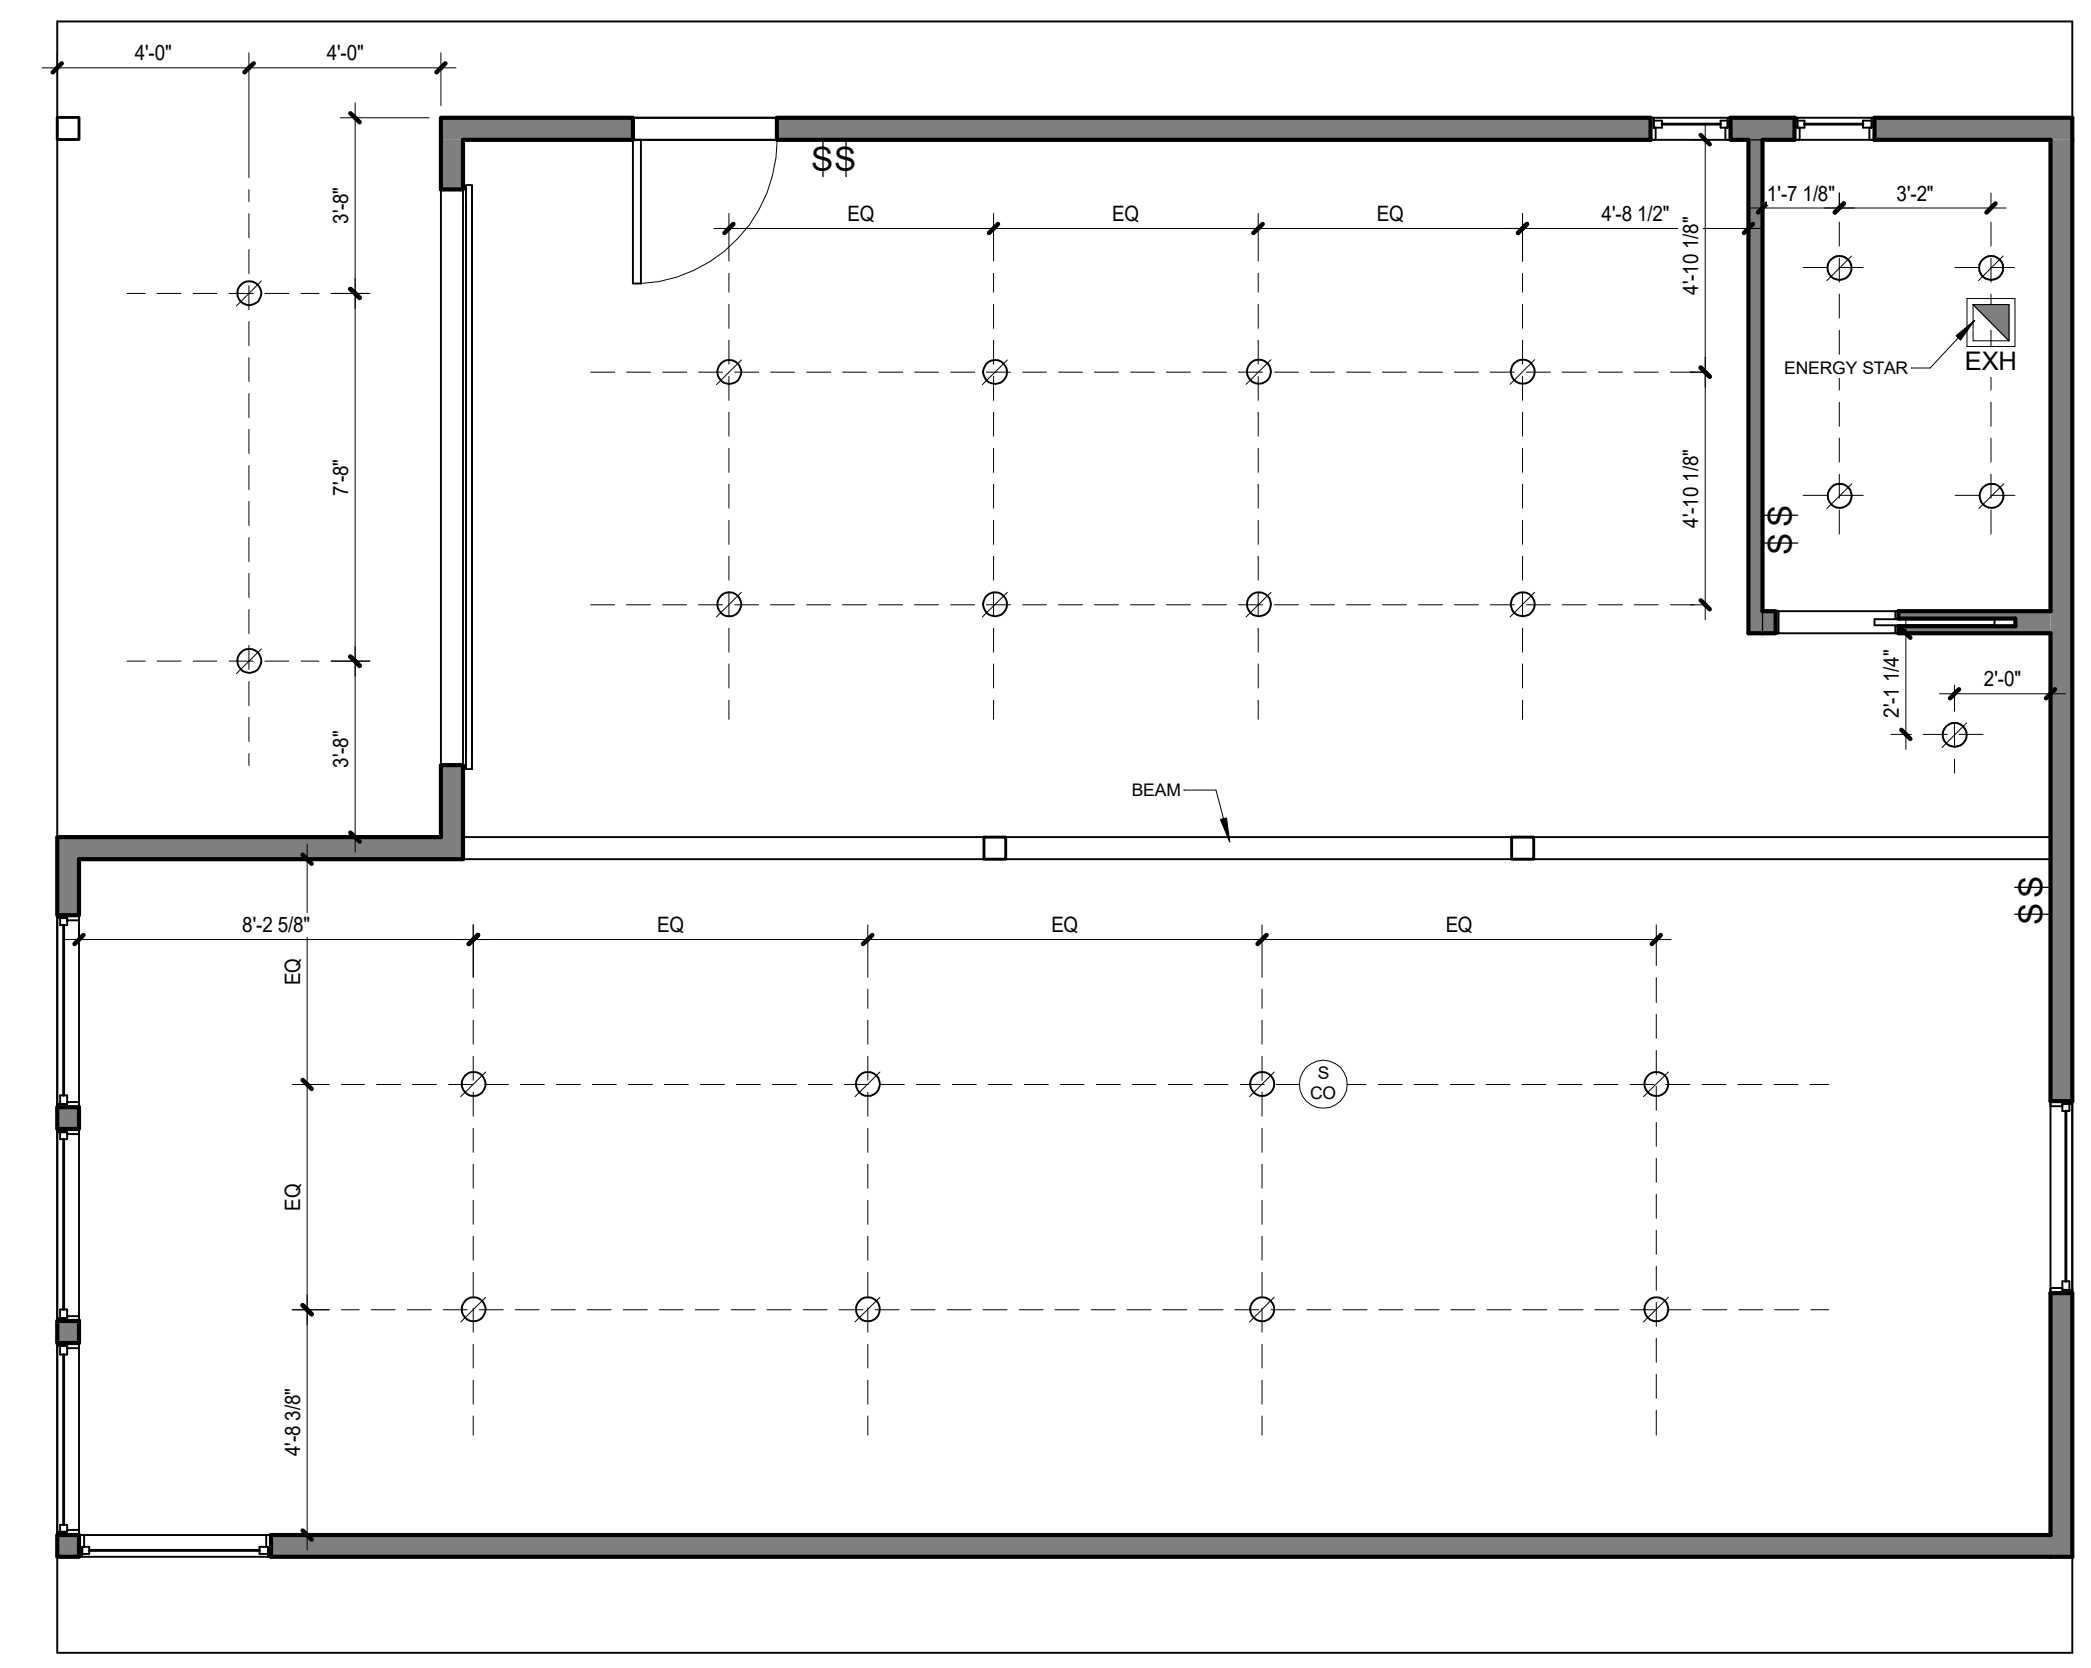 4'-0"
4'-0"
$$
3'-8"
7'-8"
3'-8"
EQ
EQ
EQ
4'-8 1/2"
4'-10 1/8"
4'-10 1/8"
1'-7 1/8"
3'-2"
ENERGY STAR
EXH
$$
2'-1 1/4"
2'-0"
BEAM
$$
8'-2 5/8"
EQ
EQ
EQ
EQ
EQ
4'-8 3/8"
S
CO